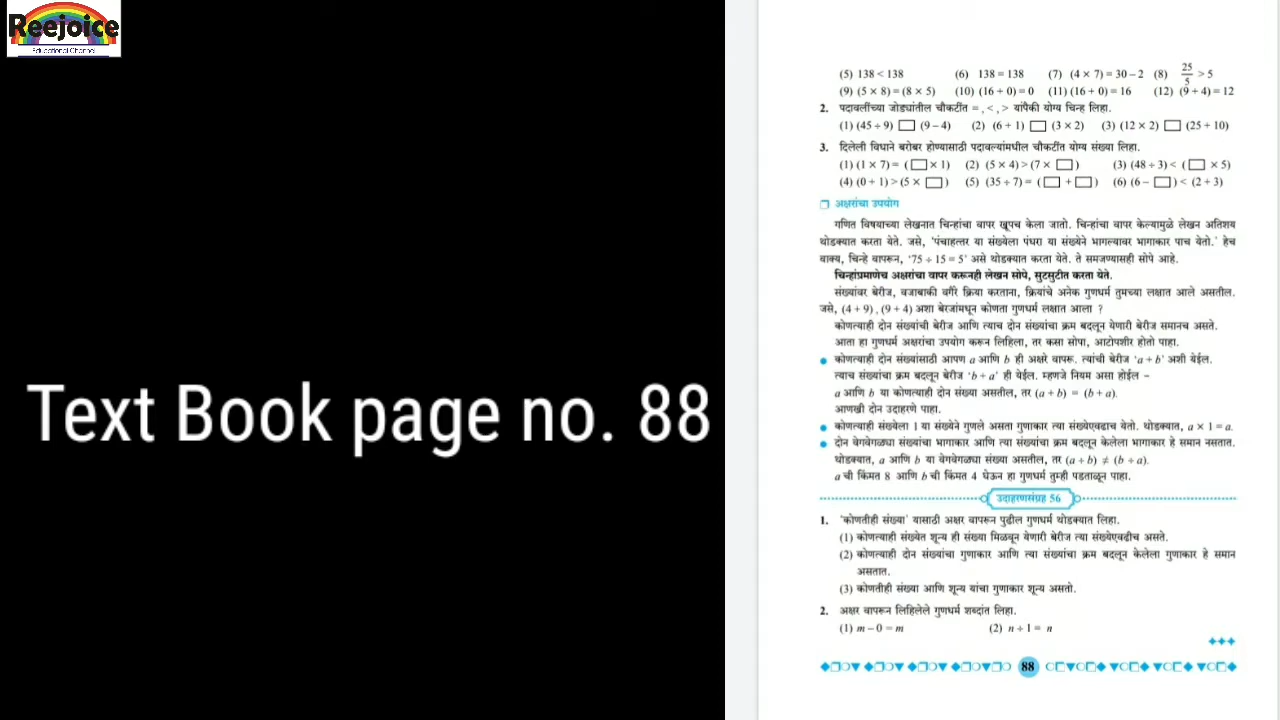 Reejoice
Educational Channel
Text Book page no. 88
(5) 138 < 138 (6) 138 = 138 (7) (4 × 7) = 30 – 2 (8) 25/5 > 5
(9) (5 × 8) = (8 × 5) (10) (16 + 0) = 0 (11) (16 + 0) = 16 (12) (9 + 4) = 12
2. पदावलींच्या जोड्यांतील चौकटींत = , < , > यांपैकी योग्य चिन्ह लिहा.
(1) (45 ÷ 9) □ (9 – 4) (2) (6 + 1) □ (3 × 2) (3) (12 × 2) □ (25 + 10)
3. दिलेली विधाने बरोबर होण्यासाठी पदावल्यांमधील चौकटींत योग्य संख्या लिहा.
(1) (1 × 7) = ( □ × 1) (2) (5 × 4) > (7 × □ ) (3) (48 ÷ 3) < ( □ × 5)
(4) (0 + 1) > (5 × □ ) (5) (35 ÷ 7) = ( □ + □ ) (6) (6 – □ ) < (2 + 3)
❒ अक्षरांचा उपयोग
गणित विषयाच्या लेखनात चिन्हांचा वापर खूपच केला जातो. चिन्हांचा वापर केल्यामुळे लेखन अतिशय
थोडक्यात करता येते. जसे, ‘पंचाहत्तर या संख्येला पंधरा या संख्येने भागल्यावर भागाकार पाच येतो.’ हेच
वाक्य, चिन्हे वापरून, ‘75 ÷ 15 = 5’ असे थोडक्यात करता येते. ते समजण्यासही सोपे आहे.
चिन्हांप्रमाणेच अक्षरांचा वापर करूनही लेखन सोपे, सुटसुटीत करता येते.
संख्यांवर बेरीज, वजाबाकी वगैरे क्रिया करताना, क्रियांचे अनेक गुणधर्म तुमच्या लक्षात आले असतील.
जसे, (4 + 9) , (9 + 4) अशा बेरजांमधून कोणता गुणधर्म लक्षात आला ?
कोणत्याही दोन संख्यांची बेरीज आणि त्याच दोन संख्यांचा क्रम बदलून येणारी बेरीज समानच असते.
आता हा गुणधर्म अक्षरांचा उपयोग करून लिहिला, तर कसा सोपा, आटोपशीर होतो पाहा.
● कोणत्याही दोन संख्यांसाठी आपण a आणि b ही अक्षरे वापरू. त्यांची बेरीज ‘a + b’ अशी येईल.
त्याच संख्यांचा क्रम बदलून बेरीज ‘b + a’ ही येईल. म्हणजे नियम असा होईल –
a आणि b या कोणत्याही दोन संख्या असतील, तर (a + b) = (b + a).
आणखी दोन उदाहरणे पाहा.
● कोणत्याही संख्येला 1 या संख्येने गुणले असता गुणाकार त्या संख्येएवढाच येतो. थोडक्यात, a × 1 = a.
● दोन वेगवेगळ्या संख्यांचा भागाकार आणि त्या संख्यांचा क्रम बदलून केलेला भागाकार हे समान नसतात.
थोडक्यात, a आणि b या वेगवेगळ्या संख्या असतील, तर (a ÷ b) ≠ (b ÷ a).
a ची किंमत 8 आणि b ची किंमत 4 घेऊन हा गुणधर्म तुम्ही पडताळून पाहा.
उदाहरणसंग्रह 56
1. ‘कोणतीही संख्या’ यासाठी अक्षर वापरून पुढील गुणधर्म थोडक्यात लिहा.
(1) कोणत्याही संख्येत शून्य ही संख्या मिळवून येणारी बेरीज त्या संख्येएवढीच असते.
(2) कोणत्याही दोन संख्यांचा गुणाकार आणि त्या संख्यांचा क्रम बदलून केलेला गुणाकार हे समान
असतात.
(3) कोणतीही संख्या आणि शून्य यांचा गुणाकार शून्य असतो.
2. अक्षर वापरून लिहिलेले गुणधर्म शब्दांत लिहा.
(1) m – 0 = m (2) n ÷ 1 = n
88